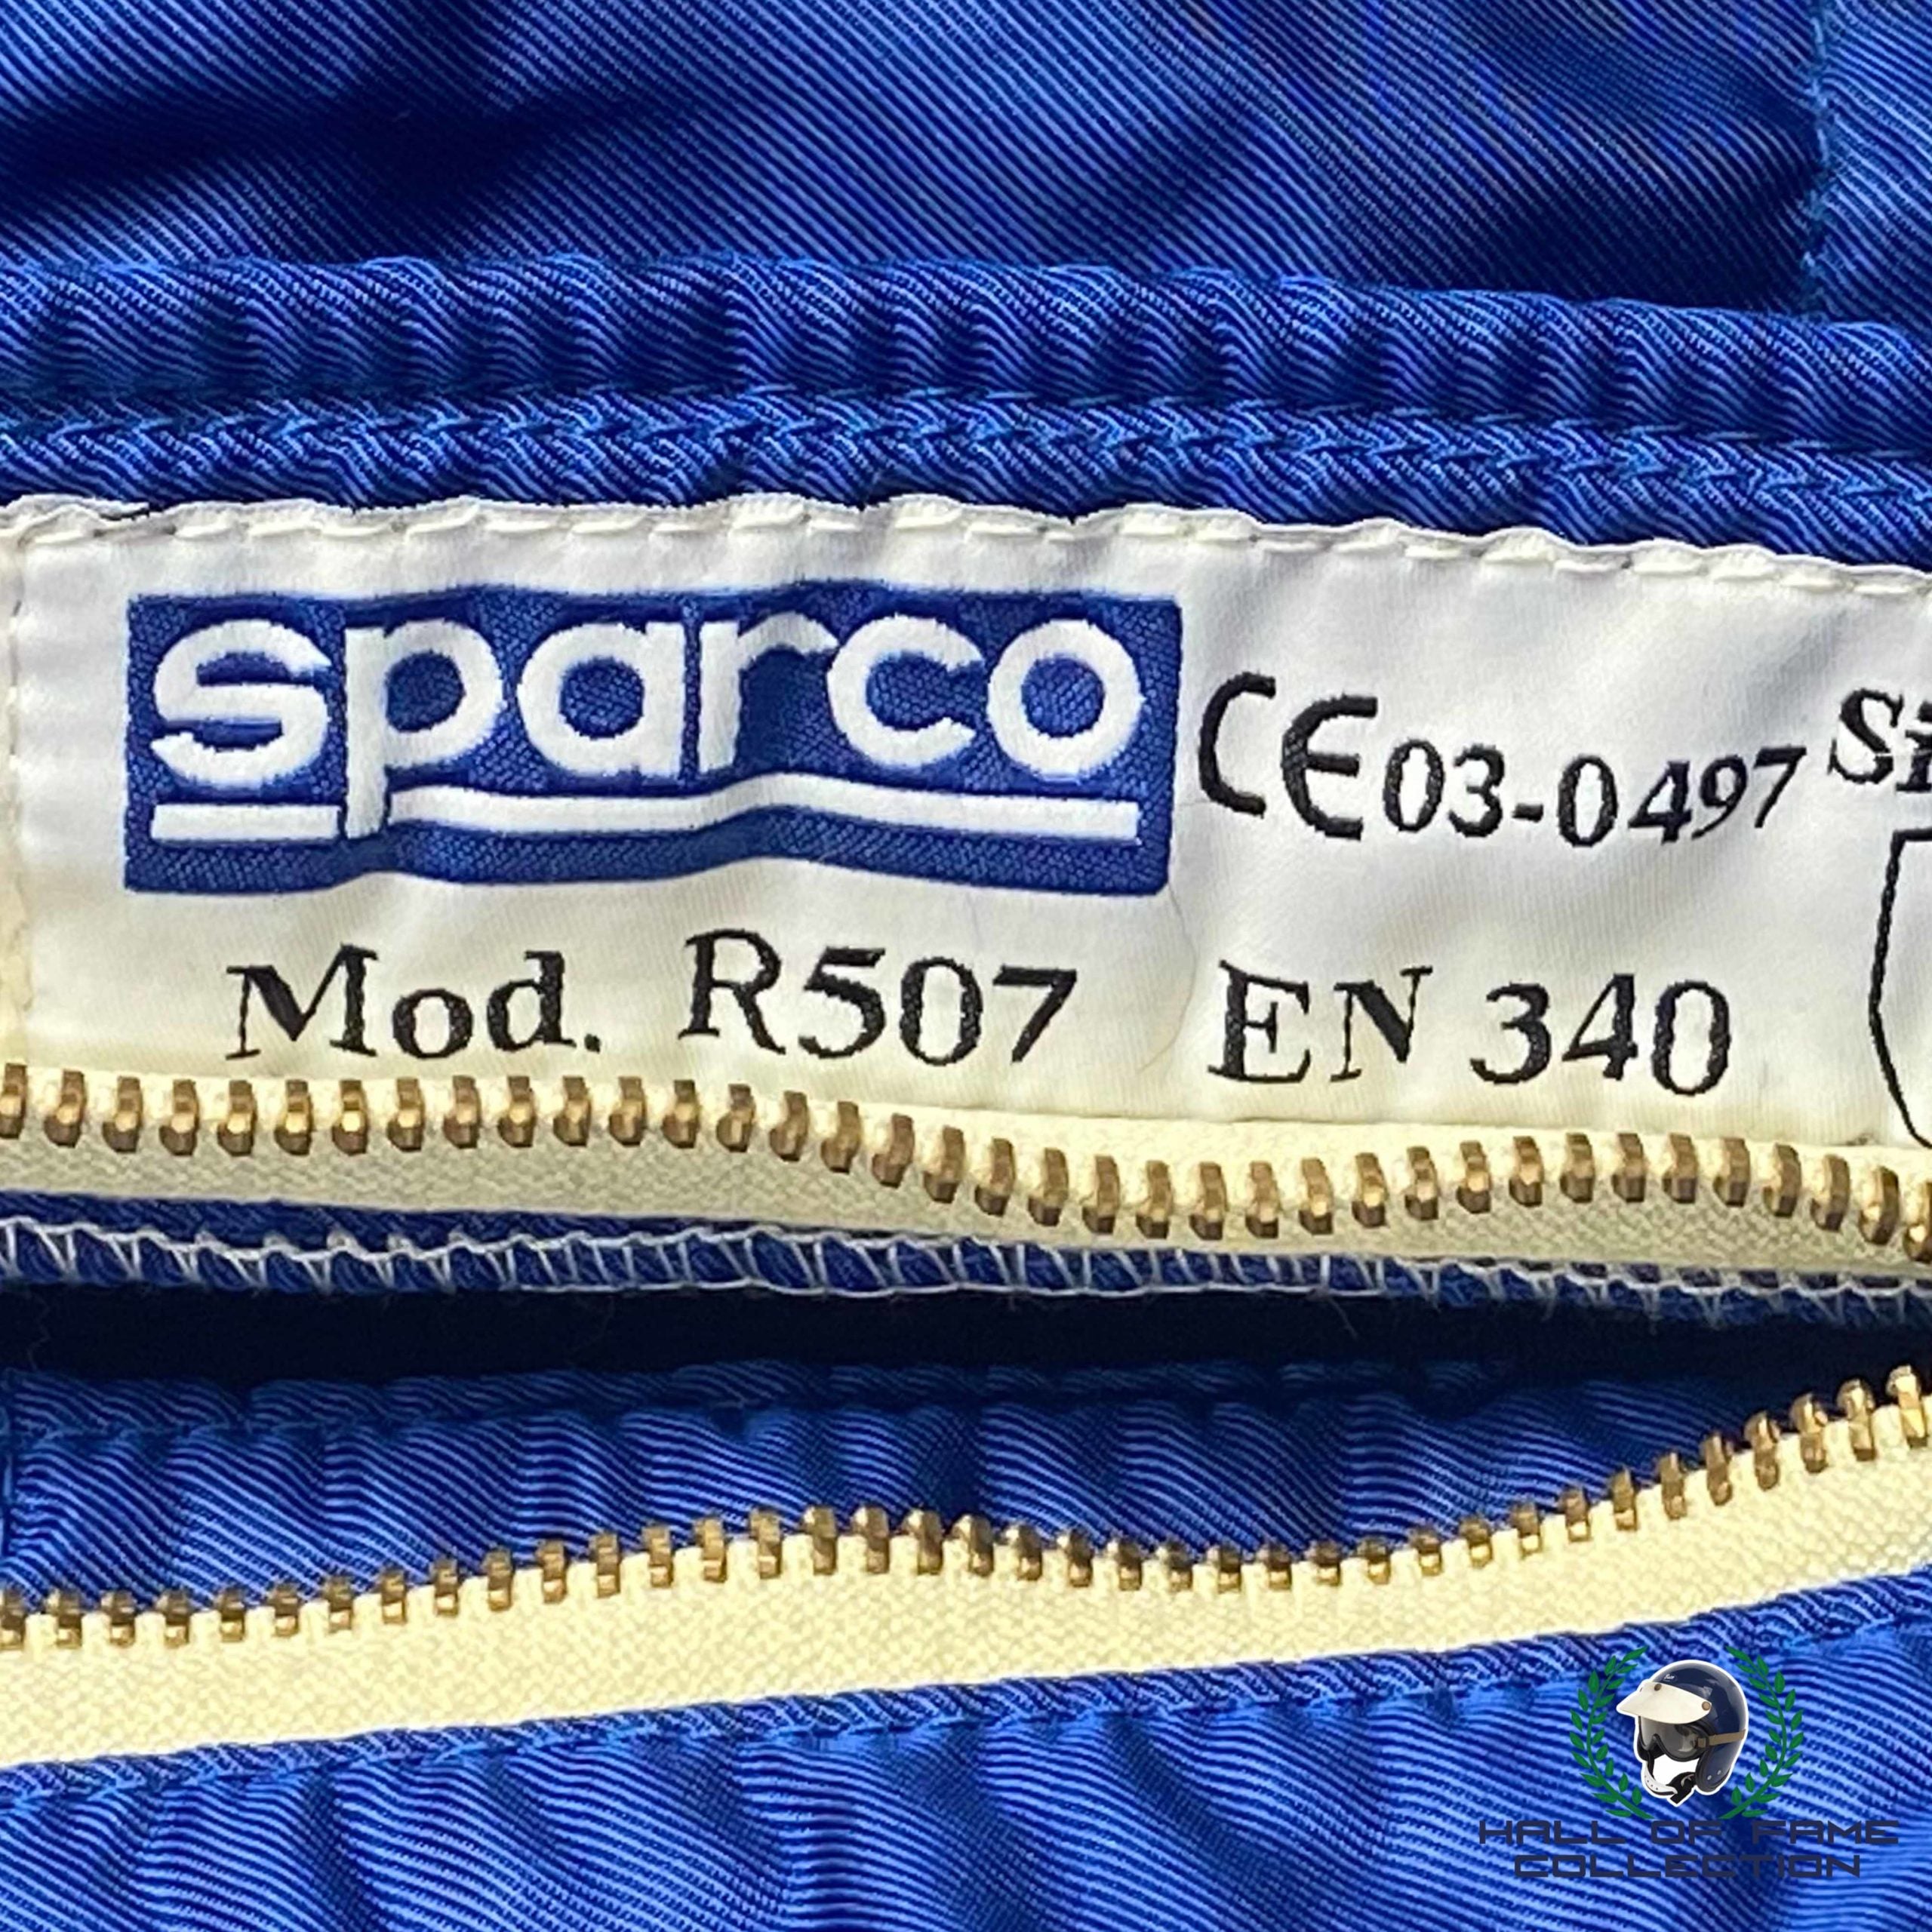 sparco CE 03-0497
Mod. R507 EN 340
HALL OF FAME
COLLECTION